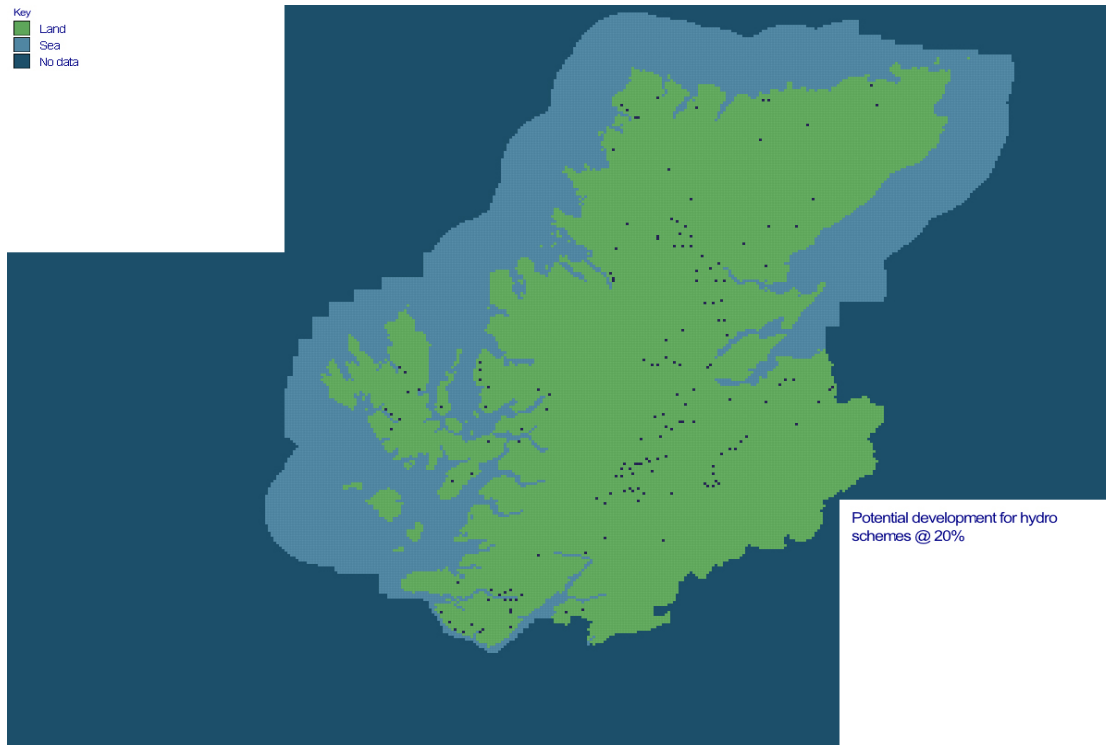 Key
Land
Sea
No data
Potential development for hydro
schemes @ 20%